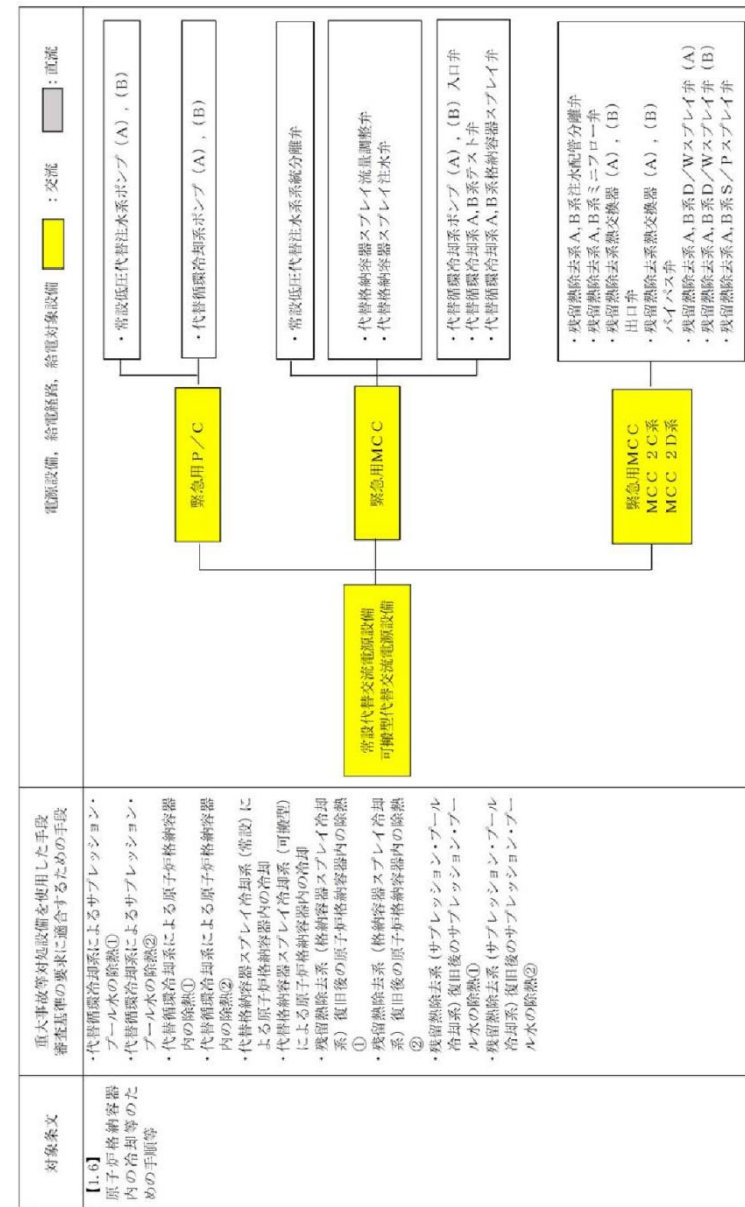 対象条文
【1.6】
原子炉格納容器
内の冷却等のた
めの手順等
重大事故等対処設備を使用した手段
審査基準の要求に適合するための手段
・代替循環冷却系によるサプレッション・
プール水の除熱①
・代替循環冷却系によるサプレッション・
プール水の除熱②
・代替循環冷却系による原子炉格納容器
内の除熱①
・代替循環冷却系による原子炉格納容器
内の除熱②
・代替格納容器スプレイ冷却系（常設）に
よる原子炉格納容器内の冷却
・代替格納容器スプレイ冷却系（可搬型）
による原子炉格納容器内の冷却
・残留熱除去系（格納容器スプレイ冷却
系）復旧後の原子炉格納容器内の除熱
①
・残留熱除去系（格納容器スプレイ冷却
系）復旧後の原子炉格納容器内の除熱
②
・残留熱除去系（サプレッション・プール
冷却系）復旧後のサプレッション・プー
ル水の除熱①
・残留熱除去系（サプレッション・プール
冷却系）復旧後のサプレッション・プー
ル水の除熱②
電源設備，給電経路，給電対象設備
：交流
：直流
常設代替交流電源設備
可搬型代替交流電源設備
緊急用Ｐ／Ｃ
・常設低圧代替注水系ポンプ（Ａ），（Ｂ）
・代替循環冷却系ポンプ（Ａ），（Ｂ）
緊急用ＭＣＣ
・常設低圧代替注水系系統分離弁
・代替格納容器スプレイ流量調整弁
・代替格納容器スプレイ注水弁
・代替循環冷却系ポンプ（Ａ），（Ｂ）入口弁
・代替循環冷却系Ａ，Ｂ系テスト弁
・代替循環冷却系Ａ，Ｂ系格納容器スプレイ弁
緊急用ＭＣＣ
ＭＣＣ ２Ｃ系
ＭＣＣ ２Ｄ系
・残留熱除去系Ａ，Ｂ系注水配管分離弁
・残留熱除去系Ａ，Ｂ系ミニフロー弁
・残留熱除去系熱交換器（Ａ），（Ｂ）
出口弁
・残留熱除去系熱交換器（Ａ），（Ｂ）
バイパス弁
・残留熱除去系Ａ，Ｂ系Ｄ／Ｗスプレイ弁（Ａ）
・残留熱除去系Ａ，Ｂ系Ｄ／Ｗスプレイ弁（Ｂ）
・残留熱除去系Ａ，Ｂ系Ｓ／Ｐスプレイ弁